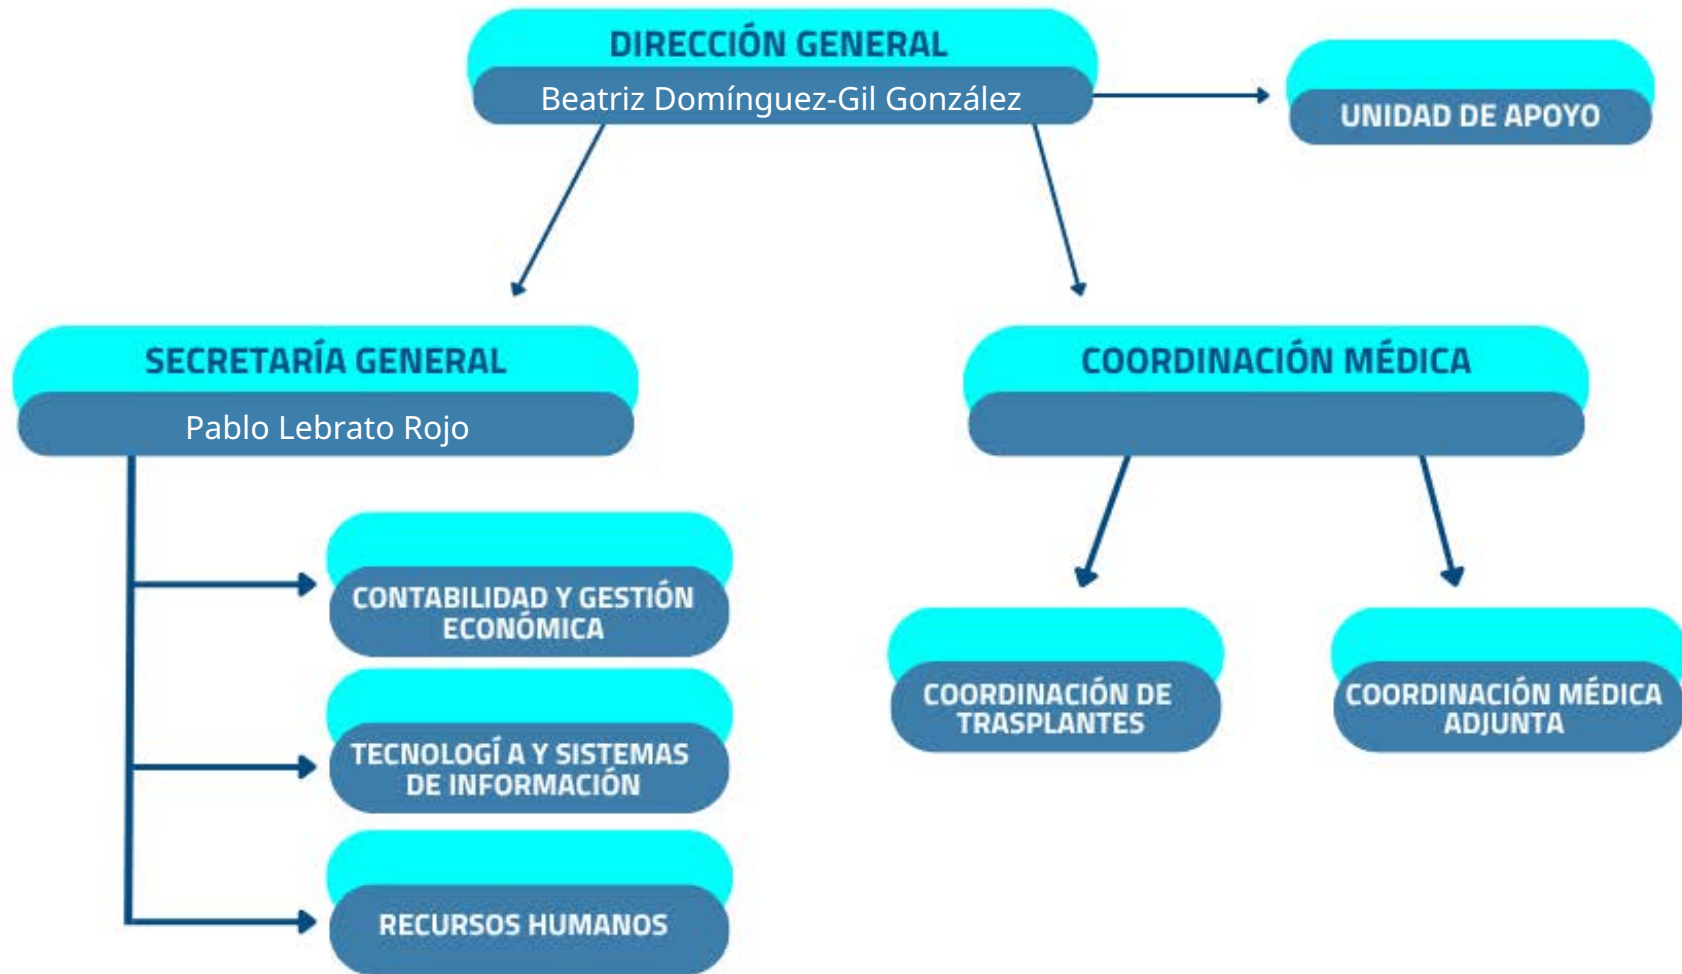 DIRECCIÓN GENERAL
Beatriz Domínguez-Gil González
UNIDAD DE APOYO
SECRETARÍA GENERAL
Pablo Lebrato Rojo
COORDINACIÓN MÉDICA
CONTABILIDAD Y GESTIÓN
ECONÓMICA
TECNOLOGÍ A Y SISTEMAS
DE INFORMACIÓN
RECURSOS HUMANOS
COORDINACIÓN DE
TRASPLANTES
COORDINACIÓN MÉDICA
ADJUNTA